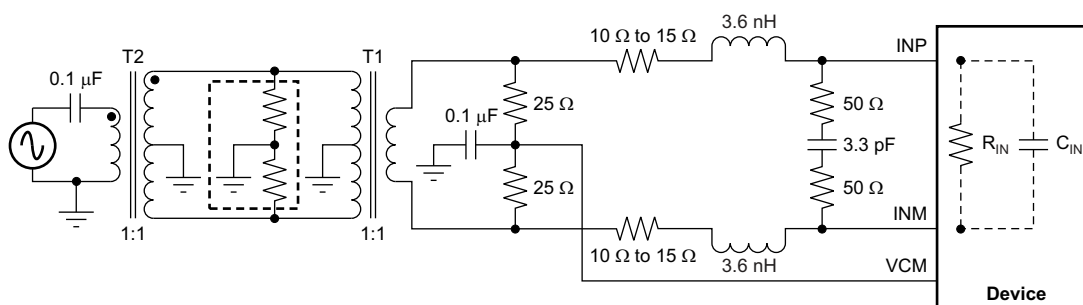 3.6 nH
10 Ω to 15 Ω
INP
T2
T1
0.1 μF
25 Ω
50 Ω
0.1 μF
3.3 pF
R_IN
C_IN
25 Ω
50 Ω
INM
1:1
1:1
10 Ω to 15 Ω
3.6 nH
VCM
Device